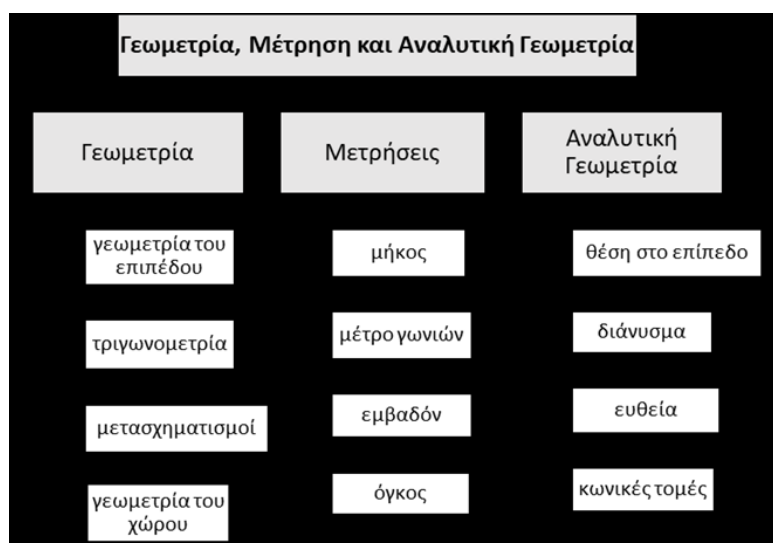 Γεωμετρία, Μέτρηση και Αναλυτική Γεωμετρία
Γεωμετρία
γεωμετρία του
επιπέδου
τριγωνομετρία
μετασχηματισμοί
γεωμετρία του
χώρου
Μετρήσεις
μήκος
μέτρο γωνιών
εμβαδόν
όγκος
Αναλυτική
Γεωμετρία
θέση στο επίπεδο
διάνυσμα
ευθεία
κωνικές τομές